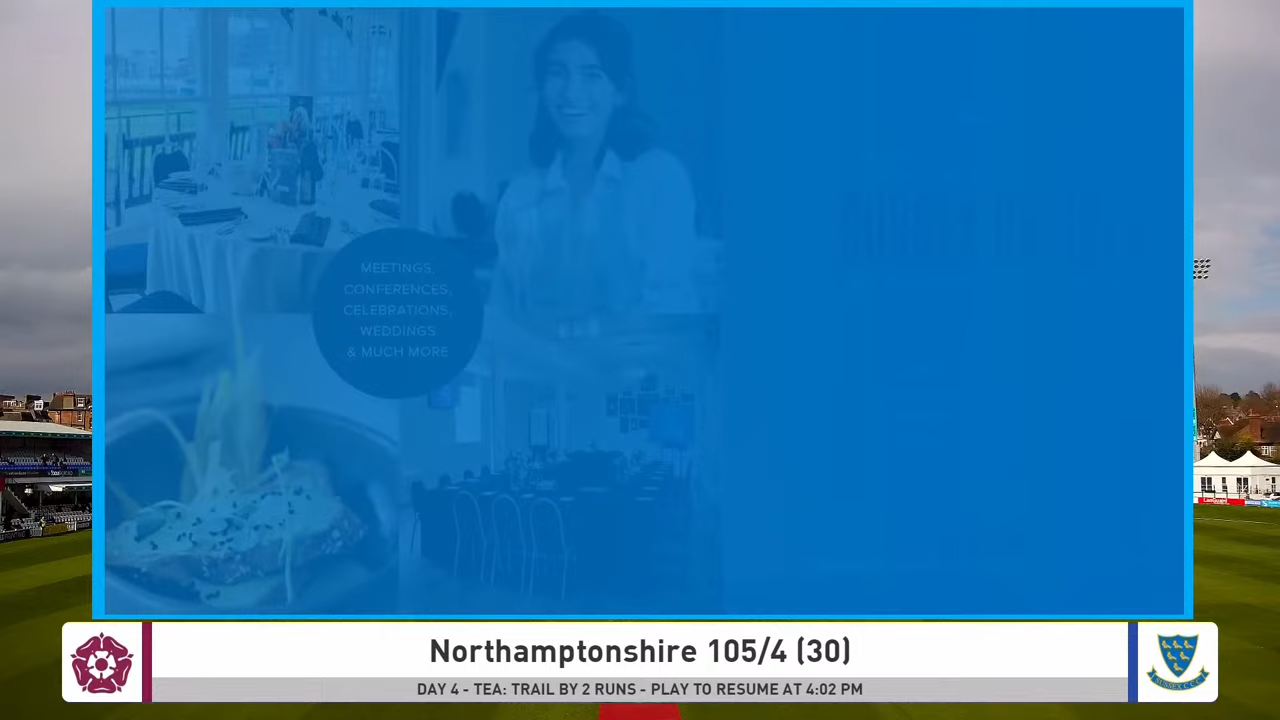 MEETINGS,
CONFERENCES,
CELEBRATIONS,
WEDDINGS
& MUCH MORE
Northamptonshire 105/4 (30)
DAY 4 - TEA: TRAIL BY 2 RUNS - PLAY TO RESUME AT 4:02 PM
SUSSEX C.C.C